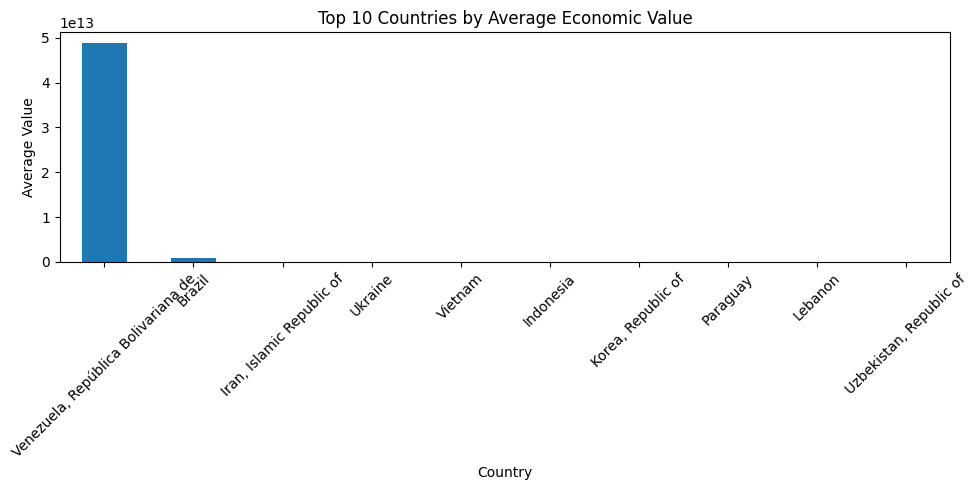 Top 10 Countries by Average Economic Value
1e13
5
4
3
2
1
0
Average Value
Venezuela, República Bolivariana de
Brazil
Iran, Islamic Republic of
Ukraine
Vietnam
Indonesia
Korea, Republic of
Paraguay
Lebanon
Uzbekistan, Republic of
Country